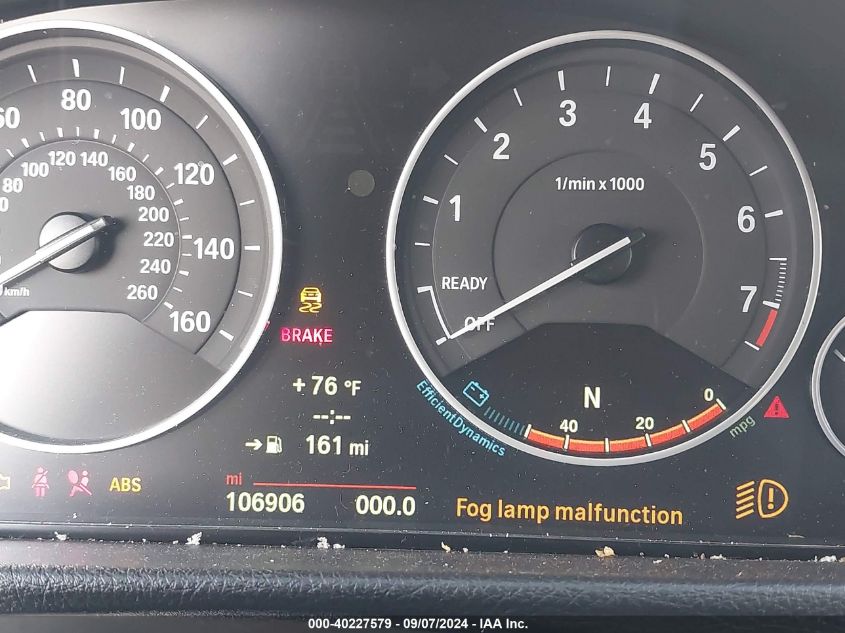 80
100
120
140
160
80
100
120
140
160
180
200
220
240
260
km/h
BRAKE
+ 76 °F
--:--
161 mi
ABS
mi
106906
000.0
1
2
3
4
5
6
7
1/min x 1000
READY
OFF
N
40
20
0
mpg
EfficientDynamics
Fog lamp malfunction
000-40227579 - 09/07/2024 - IAA Inc.